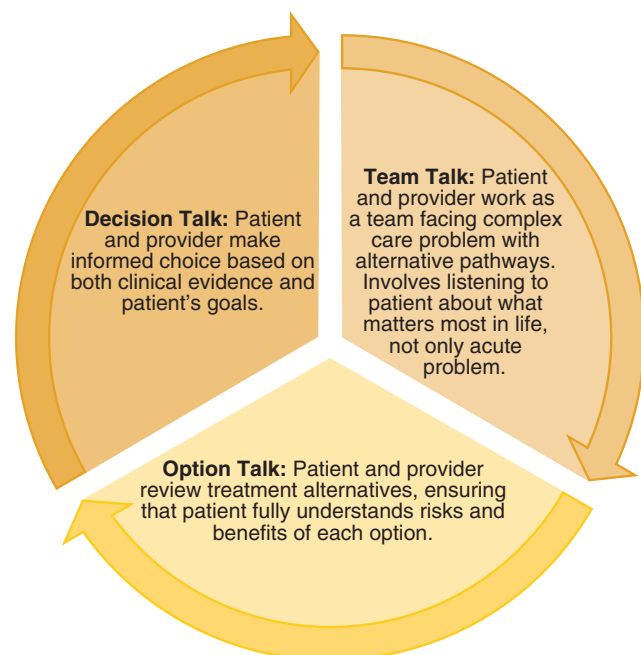 Team Talk: Patient
and provider work as
a team facing complex
care problem with
alternative pathways.
Involves listening to
patient about what
matters most in life,
not only acute
problem.
Option Talk: Patient and provider
review treatment alternatives, ensuring
that patient fully understands risks and
benefits of each option.
Decision Talk: Patient
and provider make
informed choice based on
both clinical evidence and
patient's goals.